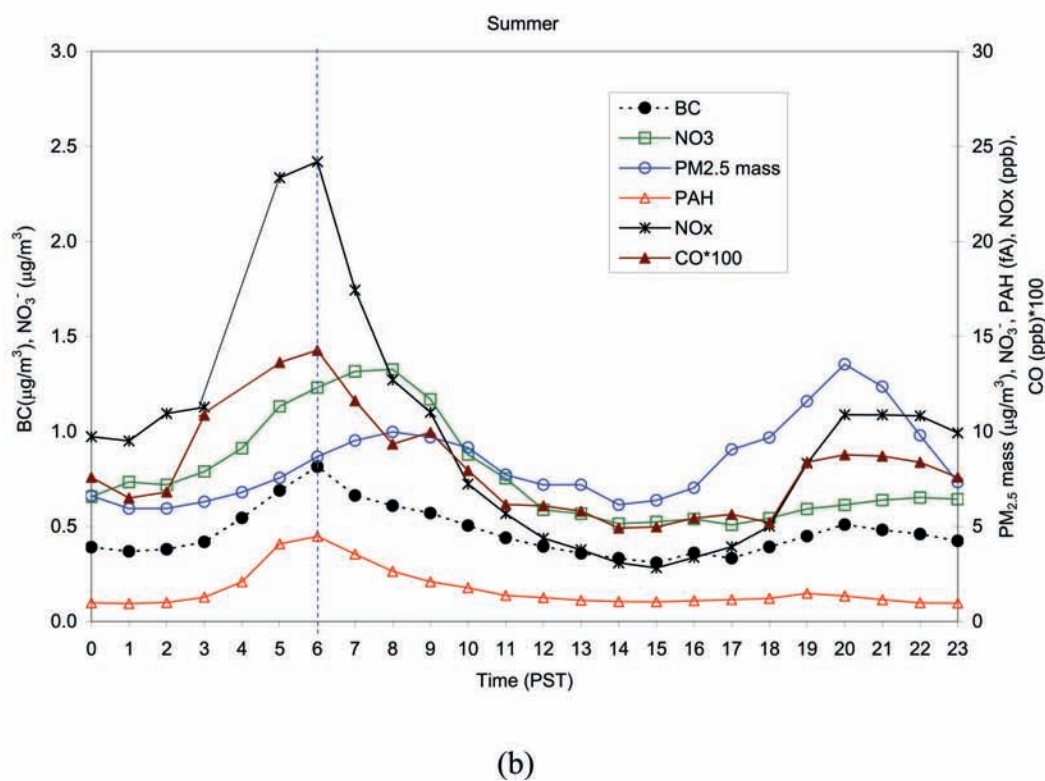 Summer
3.0
2.5
2.0
1.5
1.0
0.5
0.0
BC(µg/m³), NO₃⁻ (µg/m³)
30
25
20
15
10
5
0
PM₂.₅ mass (µg/m³), NO₃⁻, PAH (fA), NOx (ppb),
CO (ppb)*100
BC
NO3
PM2.5 mass
PAH
NOx
CO*100
0 1 2 3 4 5 6 7 8 9 10 11 12 13 14 15 16 17 18 19 20 21 22 23
Time (PST)
(b)